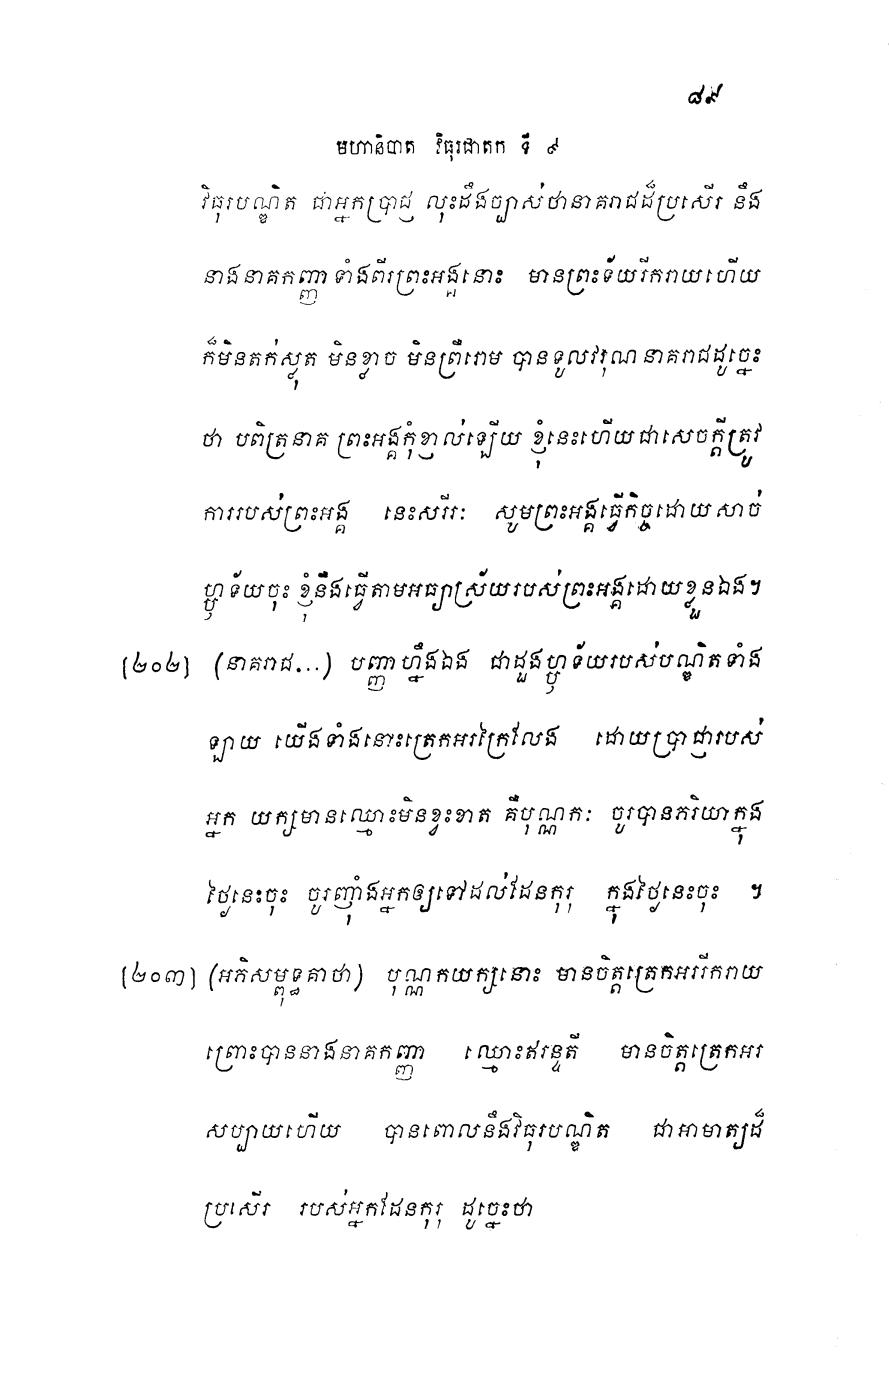 ៨៩
មហានិបាត វិធុរជាតក ទី ៩
វិធុរបណ្ឌិត ជាអ្នកប្រាជ្ញ លុះដឹងច្បាស់ថានាគរាជដ៏ប្រសើរ នឹង
នាងនាគកញ្ញា ទាំងពីរព្រះអង្គនោះ មានព្រះទ័យរីករាយហើយ
ក៏មិនតក់ស្លុត មិនខ្លាច មិនព្រឺរោម បានទូលវរុណនាគរាជដូច្នេះ
ថា បពិត្រនាគ ព្រះអង្គកុំខ្វាល់ឡើយ ខ្ញុំនេះហើយជាសេចក្តីត្រូវ
ការរបស់ព្រះអង្គ នេះសរីរៈ សូមព្រះអង្គធ្វើកិច្ចដោយសាច់
ហ្ឫទ័យចុះ ខ្ញុំនឹងធ្វើតាមអធ្យាស្រ័យរបស់ព្រះអង្គដោយខ្លួនឯង។
[២០២] (នាគរាជ...) បញ្ញាហ្នឹងឯង ជាដួងហ្ឫទ័យរបស់បណ្ឌិតទាំង
ឡាយ យើងទាំងនោះត្រេកអរក្រៃលែង ដោយប្រាជ្ញារបស់
អ្នក យក្សមានឈ្មោះមិនខ្វះខាត គឺបុណ្ណកៈ ចូរបានភរិយាក្នុង
ថ្ងៃនេះចុះ ចូរញុំាងអ្នកឲ្យទៅដល់ដែនកុរុ ក្នុងថ្ងៃនេះចុះ ។
[២០៣] (អភិសម្ពុទ្ធគាថា) បុណ្ណកយក្សនោះ មានចិត្តត្រេកអររីករាយ
ព្រោះបាននាងនាគកញ្ញា ឈ្មោះឥរន្ទតី មានចិត្តត្រេកអរ
សប្បាយហើយ បានពោលនឹងវិធុរបណ្ឌិត ជាអាមាត្យដ៏
ប្រសើរ របស់អ្នកដែនកុរុ ដូច្នេះថា